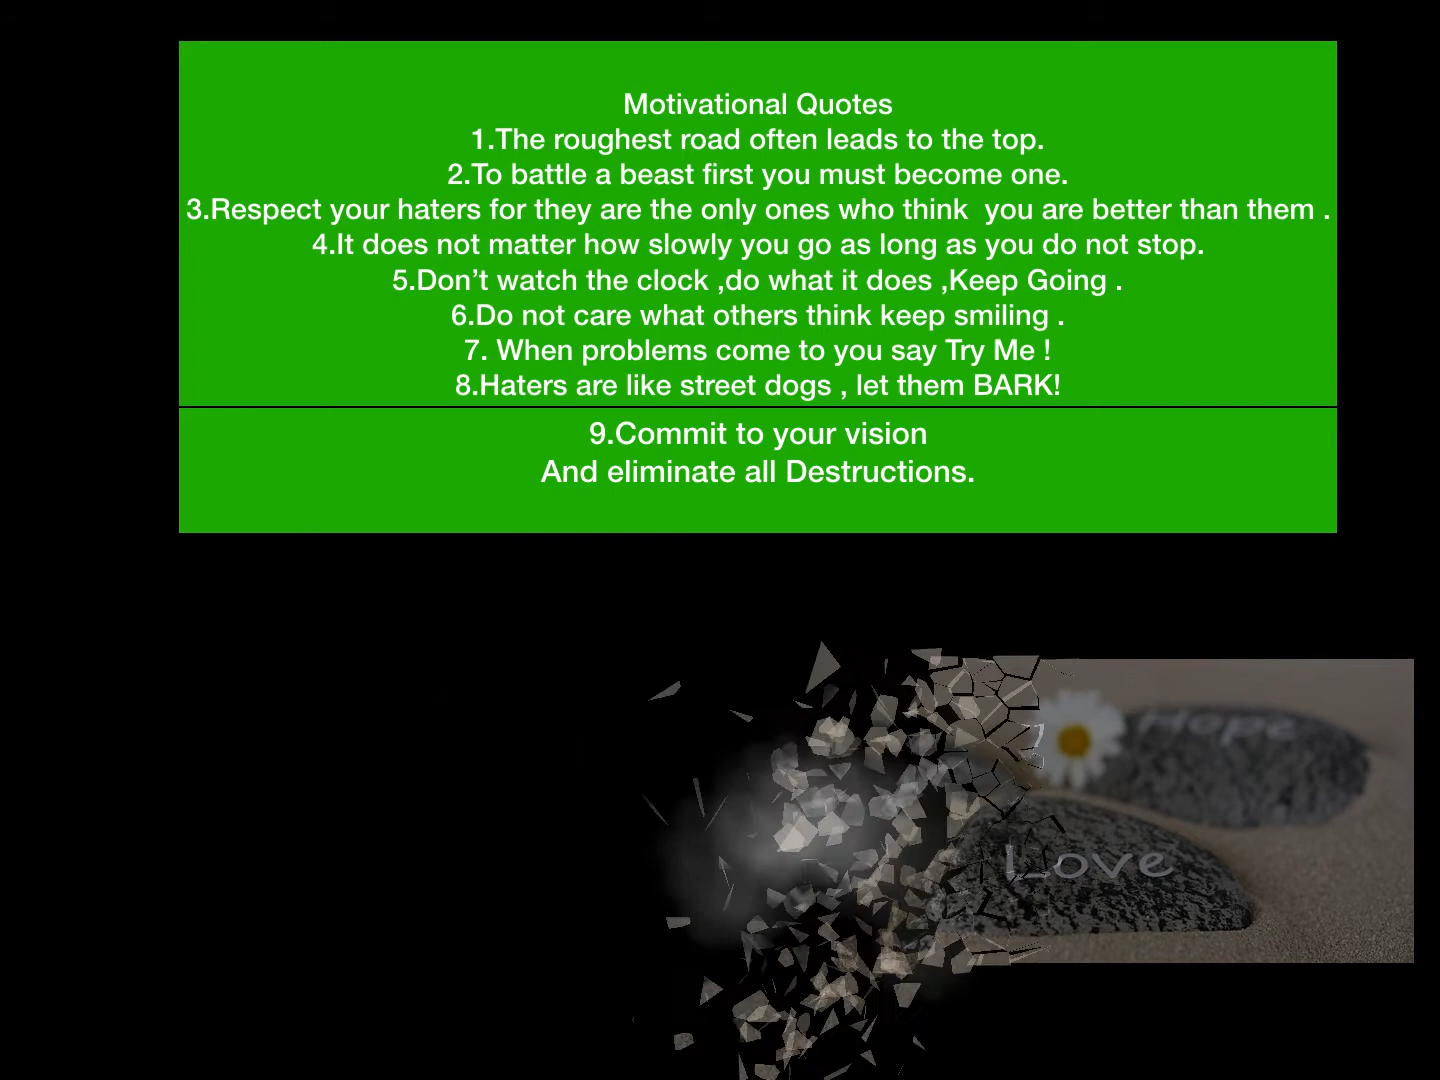 Motivational Quotes
1.The roughest road often leads to the top.
2.To battle a beast first you must become one.
3.Respect your haters for they are the only ones who think  you are better than them .
4.It does not matter how slowly you go as long as you do not stop.
5.Don’t watch the clock ,do what it does ,Keep Going .
6.Do not care what others think keep smiling .
7. When problems come to you say Try Me !
8.Haters are like street dogs , let them BARK!
9.Commit to your vision
And eliminate all Destructions.
Hope
Love